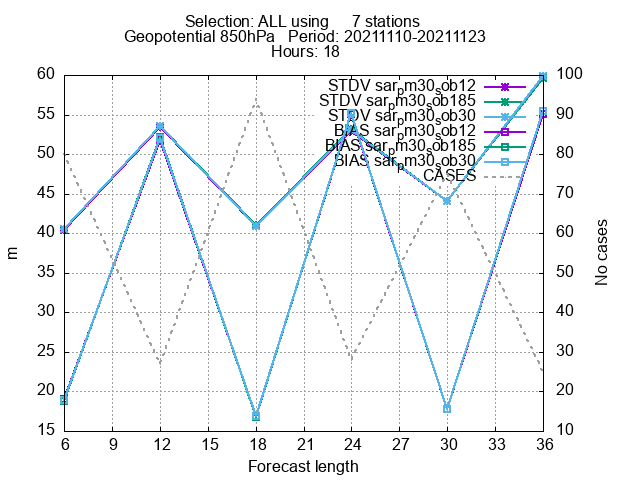 Selection: ALL using 7 stations
Geopotential 850hPa Period: 20211110-20211123
Hours: 18
60
55
50
45
40
35
30
25
20
15
m
100
90
80
70
60
50
40
30
20
10
No cases
STDV sar_pm30_sob12
STDV sar_pm30_sob185
STDV sar_pm30_sob30
BIAS sar_pm30_sob12
BIAS sar_pm30_sob185
BIAS sar_pm30_sob30
CASES
6 9 12 15 18 21 24 27 30 33 36
Forecast length